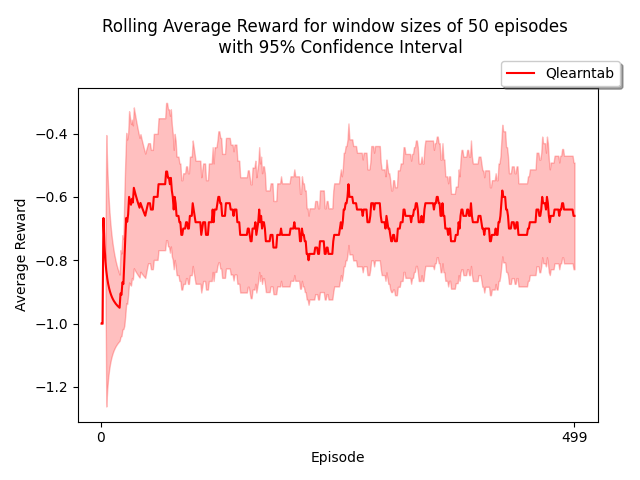 Rolling Average Reward for window sizes of 50 episodes
with 95% Confidence Interval
Qlearntab
−0.4
−0.6
−0.8
−1.0
−1.2
Average Reward
0
499
Episode